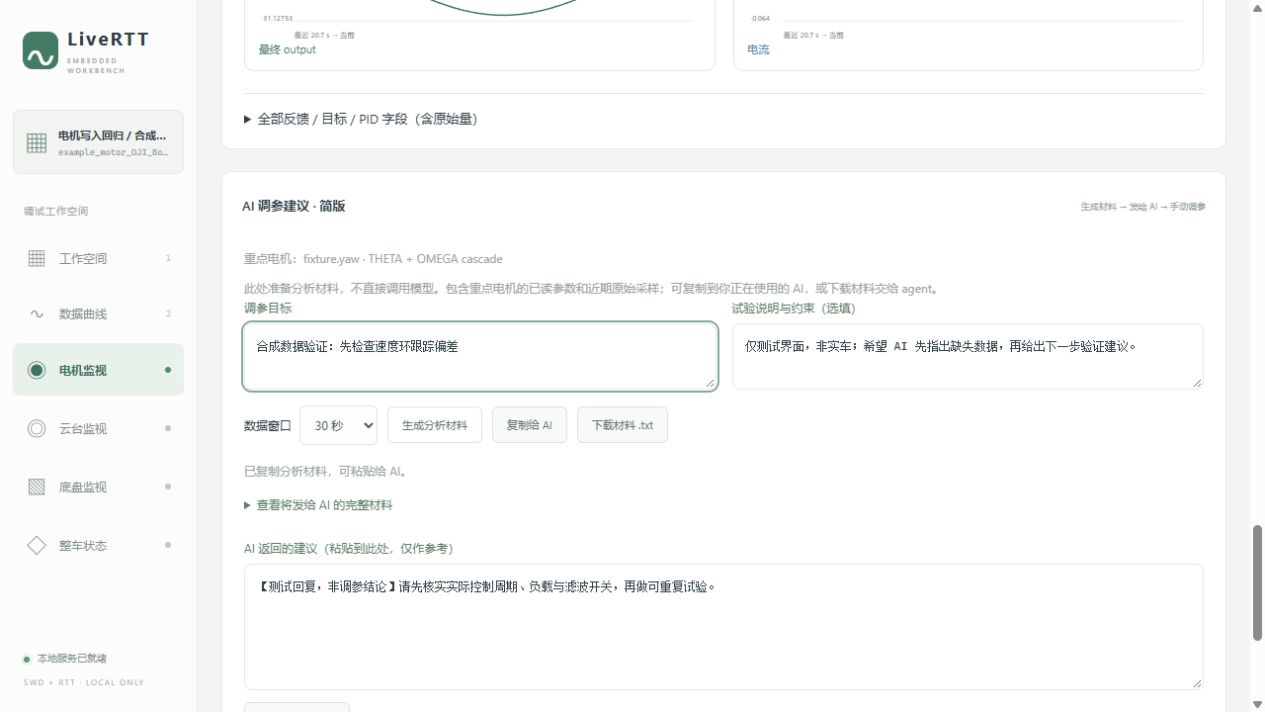 LiveRTT
EMBEDDED
WORKBENCH
电机写入回归 / 合成...
example_motor_DJI_Bo...
调试工作空间
工作空间 1
数据曲线 2
电机监视
云台监视
底盘监视
整车状态
本地服务已就绪
SWD + RTT · LOCAL ONLY
-31.12753
最近 20.7 s → 当前
最终 output
-0.064
最近 20.7 s → 当前
电流
▶ 全部反馈 / 目标 / PID 字段（含原始量）
AI 调参建议 · 简版
生成材料 → 发给 AI → 手动调参
重点电机：fixture.yaw · THETA + OMEGA cascade
此处准备分析材料，不直接调用模型。包含重点电机的已读参数和近期原始采样；可复制到你正在使用的 AI，或下载材料交给 agent。
调参目标
合成数据验证：先检查速度环跟踪偏差
试验说明与约束（选填）
仅测试界面，非实车；希望 AI 先指出缺失数据，再给出下一步验证建议。
数据窗口 30 秒 生成分析材料 复制给 AI 下载材料 .txt
已复制分析材料，可粘贴给 AI。
▶ 查看将发给 AI 的完整材料
AI 返回的建议（粘贴到此处，仅作参考）
【测试回复，非调参结论】请先核实实际控制周期、负载与滤波开关，再做可重复试验。